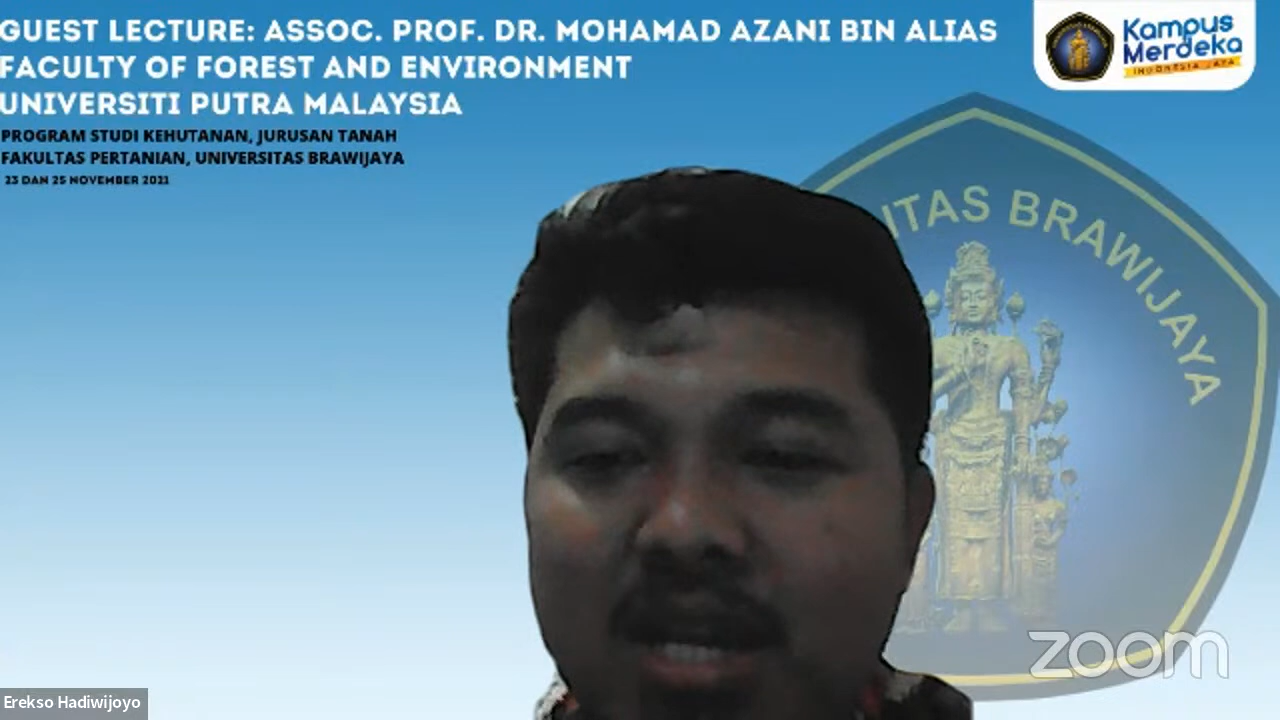 GUEST LECTURE: ASSOC. PROF. DR. MOHAMAD AZANI BIN ALIAS
FACULTY OF FOREST AND ENVIRONMENT
UNIVERSITI PUTRA MALAYSIA
PROGRAM STUDI KEHUTANAN, JURUSAN TANAH
FAKULTAS PERTANIAN, UNIVERSITAS BRAWIJAYA
23 DAN 25 NOVEMBER 2021
Kampus
Merdeka
INDONESIA JAYA
ITAS BRAWIJAYA
zoom
Erekso Hadiwijoyo